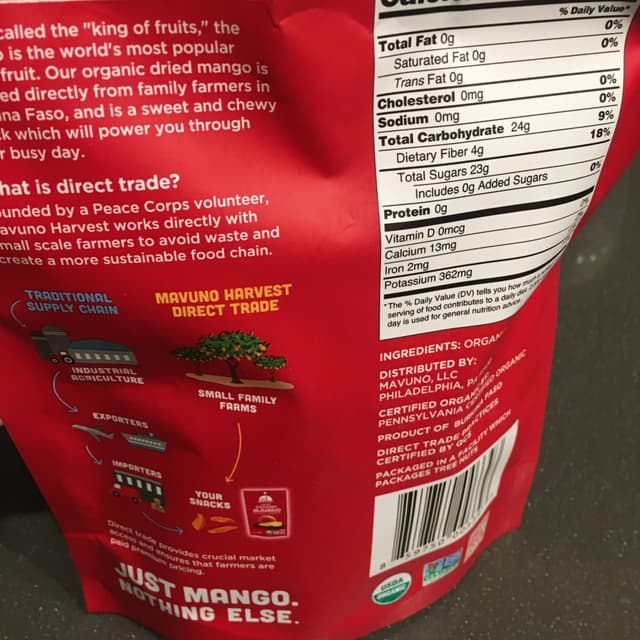 called the "king of fruits," the
is the world's most popular
fruit. Our organic dried mango is
ed directly from family farmers in
na Faso, and is a sweet and chewy
k which will power you through
r busy day.
hat is direct trade?
ounded by a Peace Corps volunteer,
avuno Harvest works directly with
mall scale farmers to avoid waste and
create a more sustainable food chain.
TRADITIONAL
SUPPLY CHAIN
INDUSTRIAL
AGRICULTURE
EXPORTERS
IMPORTERS
MAVUNO HARVEST
DIRECT TRADE
SMALL FAMILY
FARMS
YOUR
SNACKS
Direct trade provides crucial market
access and ensures that farmers are
paid premium pricing.
JUST MANGO.
NOTHING ELSE.
% Daily Value*
Total Fat 0g 0%
Saturated Fat 0g 0%
Trans Fat 0g
Cholesterol 0mg 0%
Sodium 0mg 0%
Total Carbohydrate 24g 9%
Dietary Fiber 4g 18%
Total Sugars 23g
Includes 0g Added Sugars 0%
Protein 0g
Vitamin D 0mcg
Calcium 13mg
Iron 2mg
Potassium 362mg
*The % Daily Value (DV) tells you how much
serving of food contributes to a daily diet.
day is used for general nutrition advice.
INGREDIENTS: ORGAN
DISTRIBUTED BY:
MAVUNO, LLC
PHILADELPHIA,
CERTIFIED ORGANIC
PENNSYLVANIA CERTIFIED ORGANIC
PRODUCT OF BURKINA FASO
DIRECT TRADE PRACTICES
CERTIFIED BY
PACKAGED IN A FACILITY WHICH
PACKAGES TREE NUTS
8 59750
USDA
ORGANIC